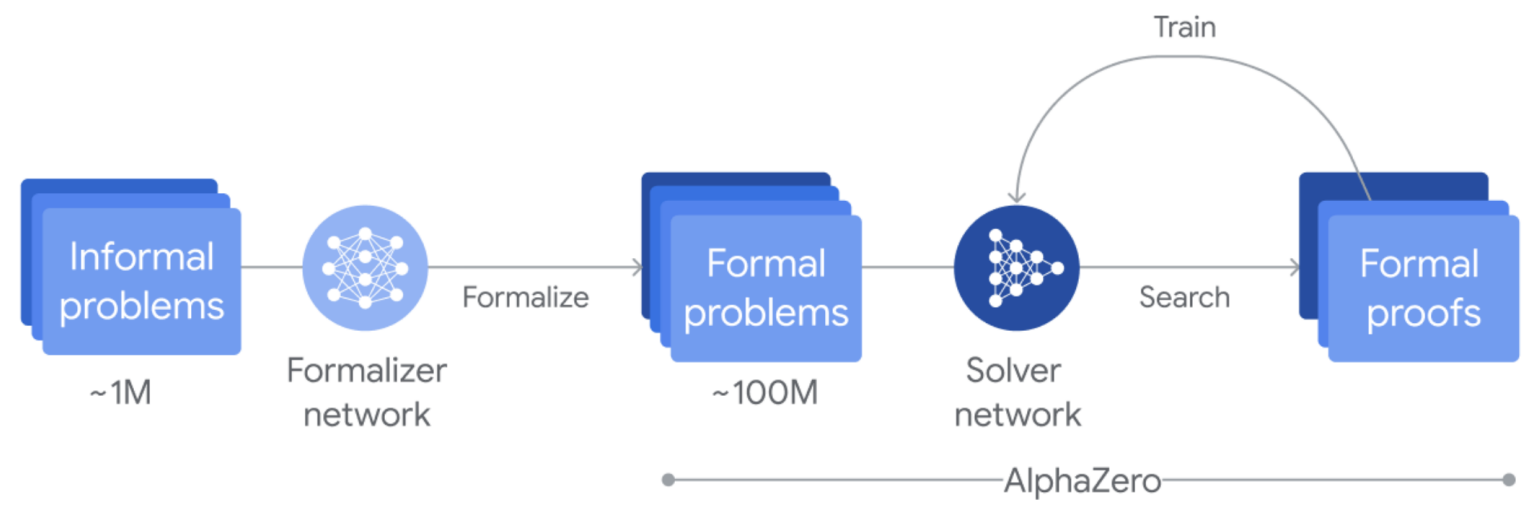 Train
Informal
problems
Formalize
Formal
problems
Search
Formal
proofs
~1M
Formalizer
network
~100M
Solver
network
AlphaZero